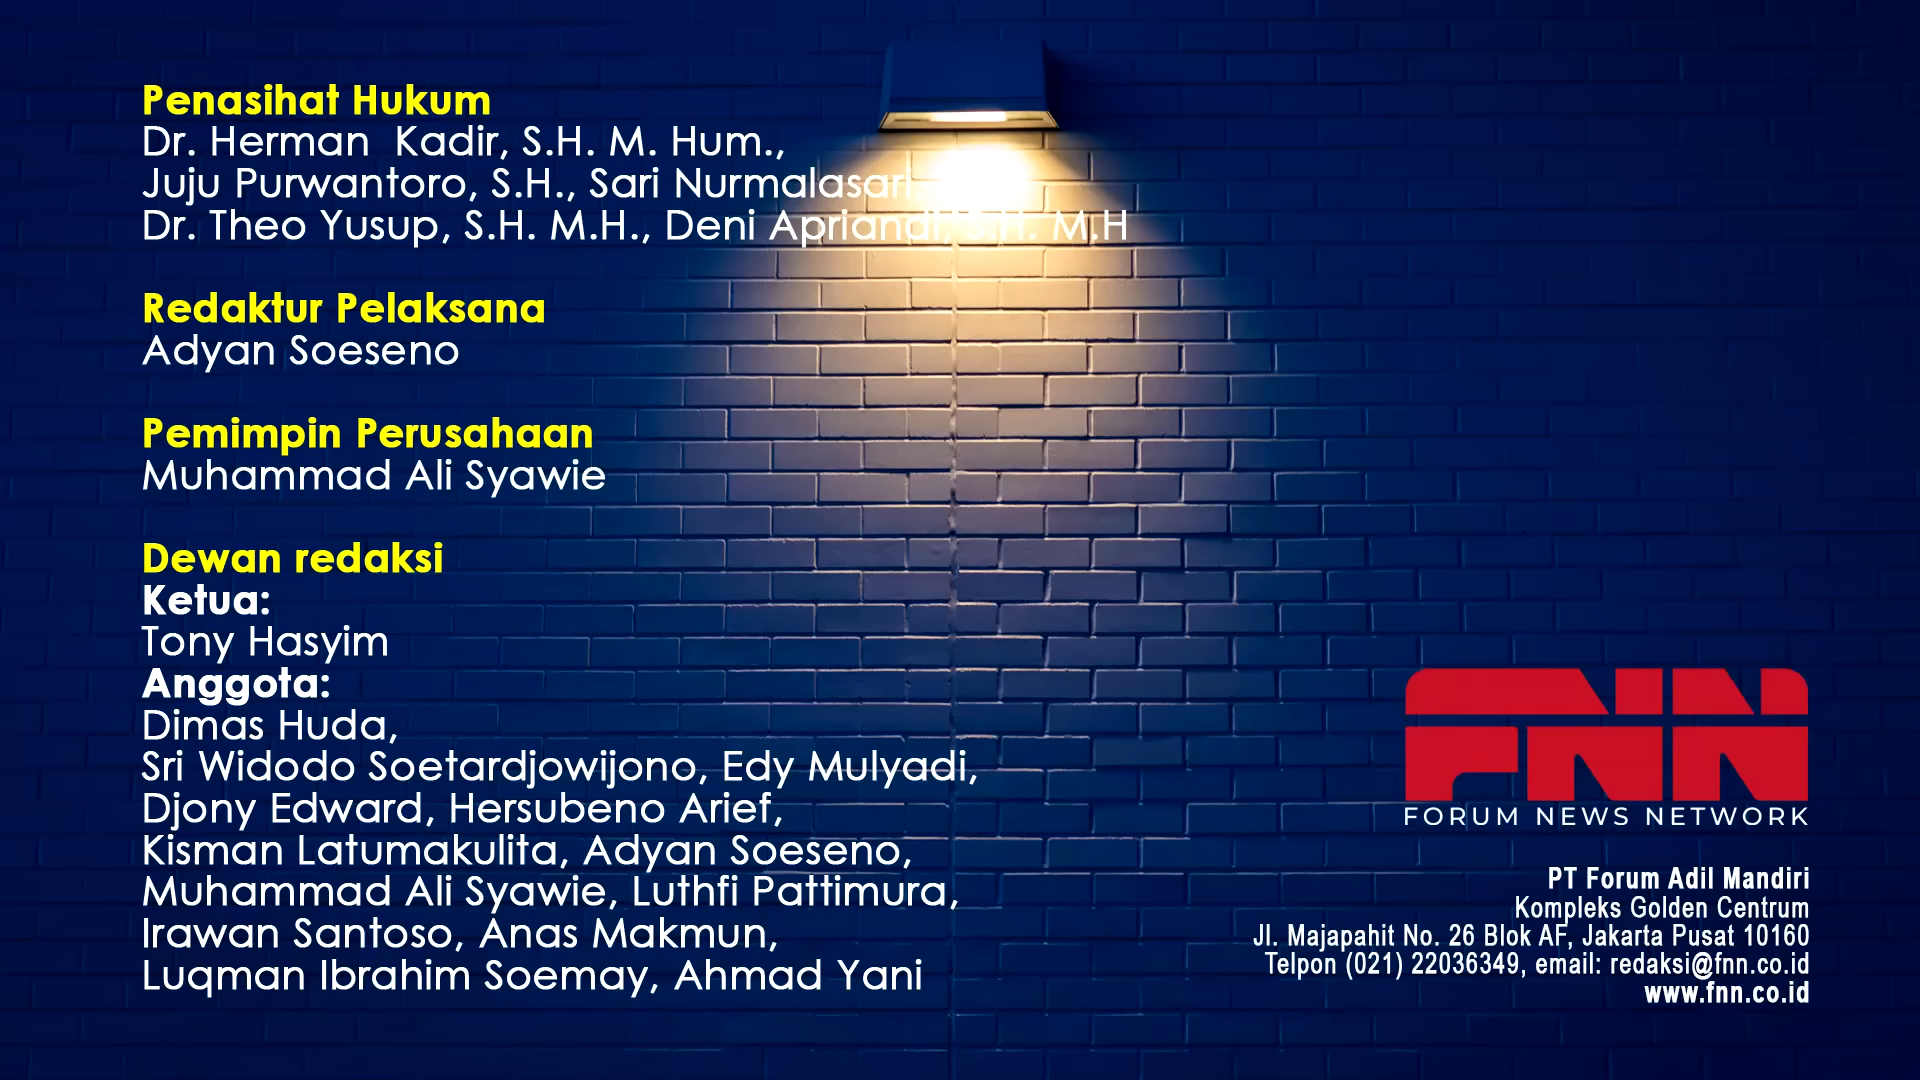 Penasihat Hukum
Dr. Herman Kadir, S.H. M. Hum.,
Juju Purwantoro, S.H., Sari Nurmalasari,
Dr. Theo Yusup, S.H. M.H., Deni Apriandi, S.H. M.H
Redaktur Pelaksana
Adyan Soeseno
Pemimpin Perusahaan
Muhammad Ali Syawie
Dewan redaksi
Ketua:
Tony Hasyim
Anggota:
Dimas Huda,
Sri Widodo Soetardjowijono, Edy Mulyadi,
Djony Edward, Hersubeno Arief,
Kisman Latumakulita, Adyan Soeseno,
Muhammad Ali Syawie, Luthfi Pattimura,
Irawan Santoso, Anas Makmun,
Luqman Ibrahim Soemay, Ahmad Yani
FNN
FORUM NEWS NETWORK
PT Forum Adil Mandiri
Kompleks Golden Centrum
Jl. Majapahit No. 26 Blok AF, Jakarta Pusat 10160
Telpon (021) 22036349, email: redaksi@fnn.co.id
www.fnn.co.id